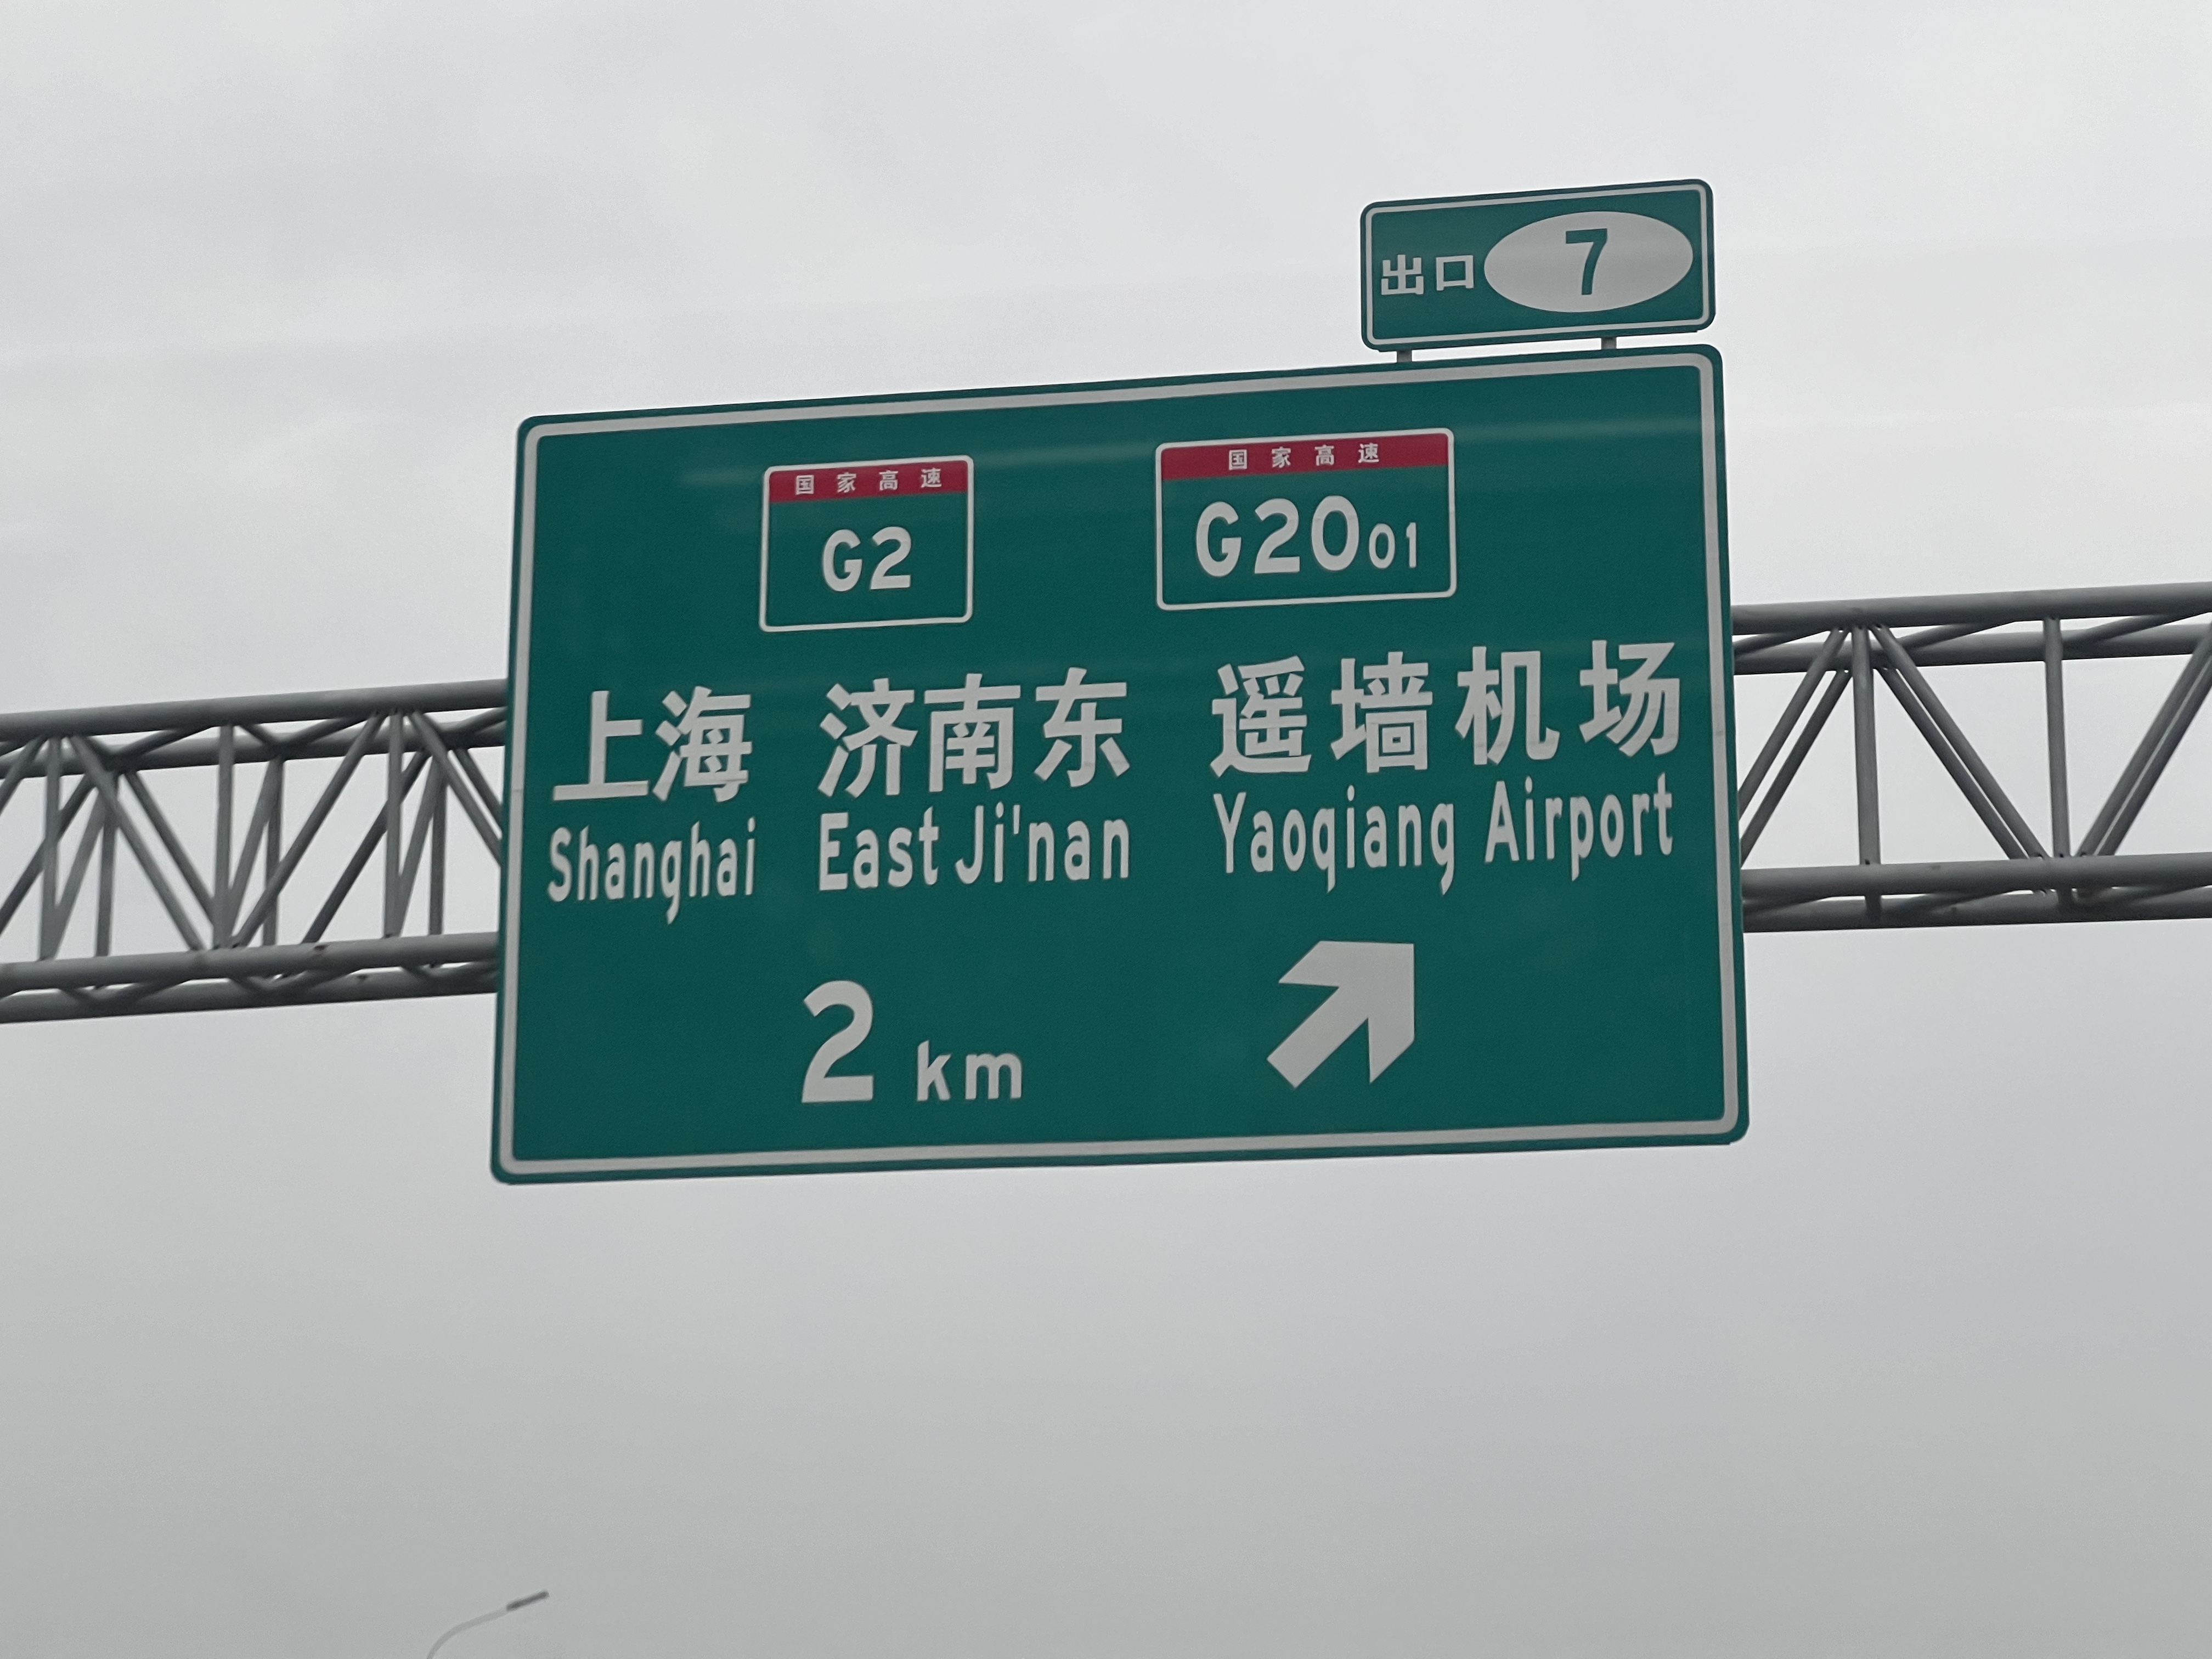 出口 7
国家高速 国家高速
G2 G2001
上海 济南东 遥墙机场
Shanghai East Ji'nan Yaoqiang Airport
2 km